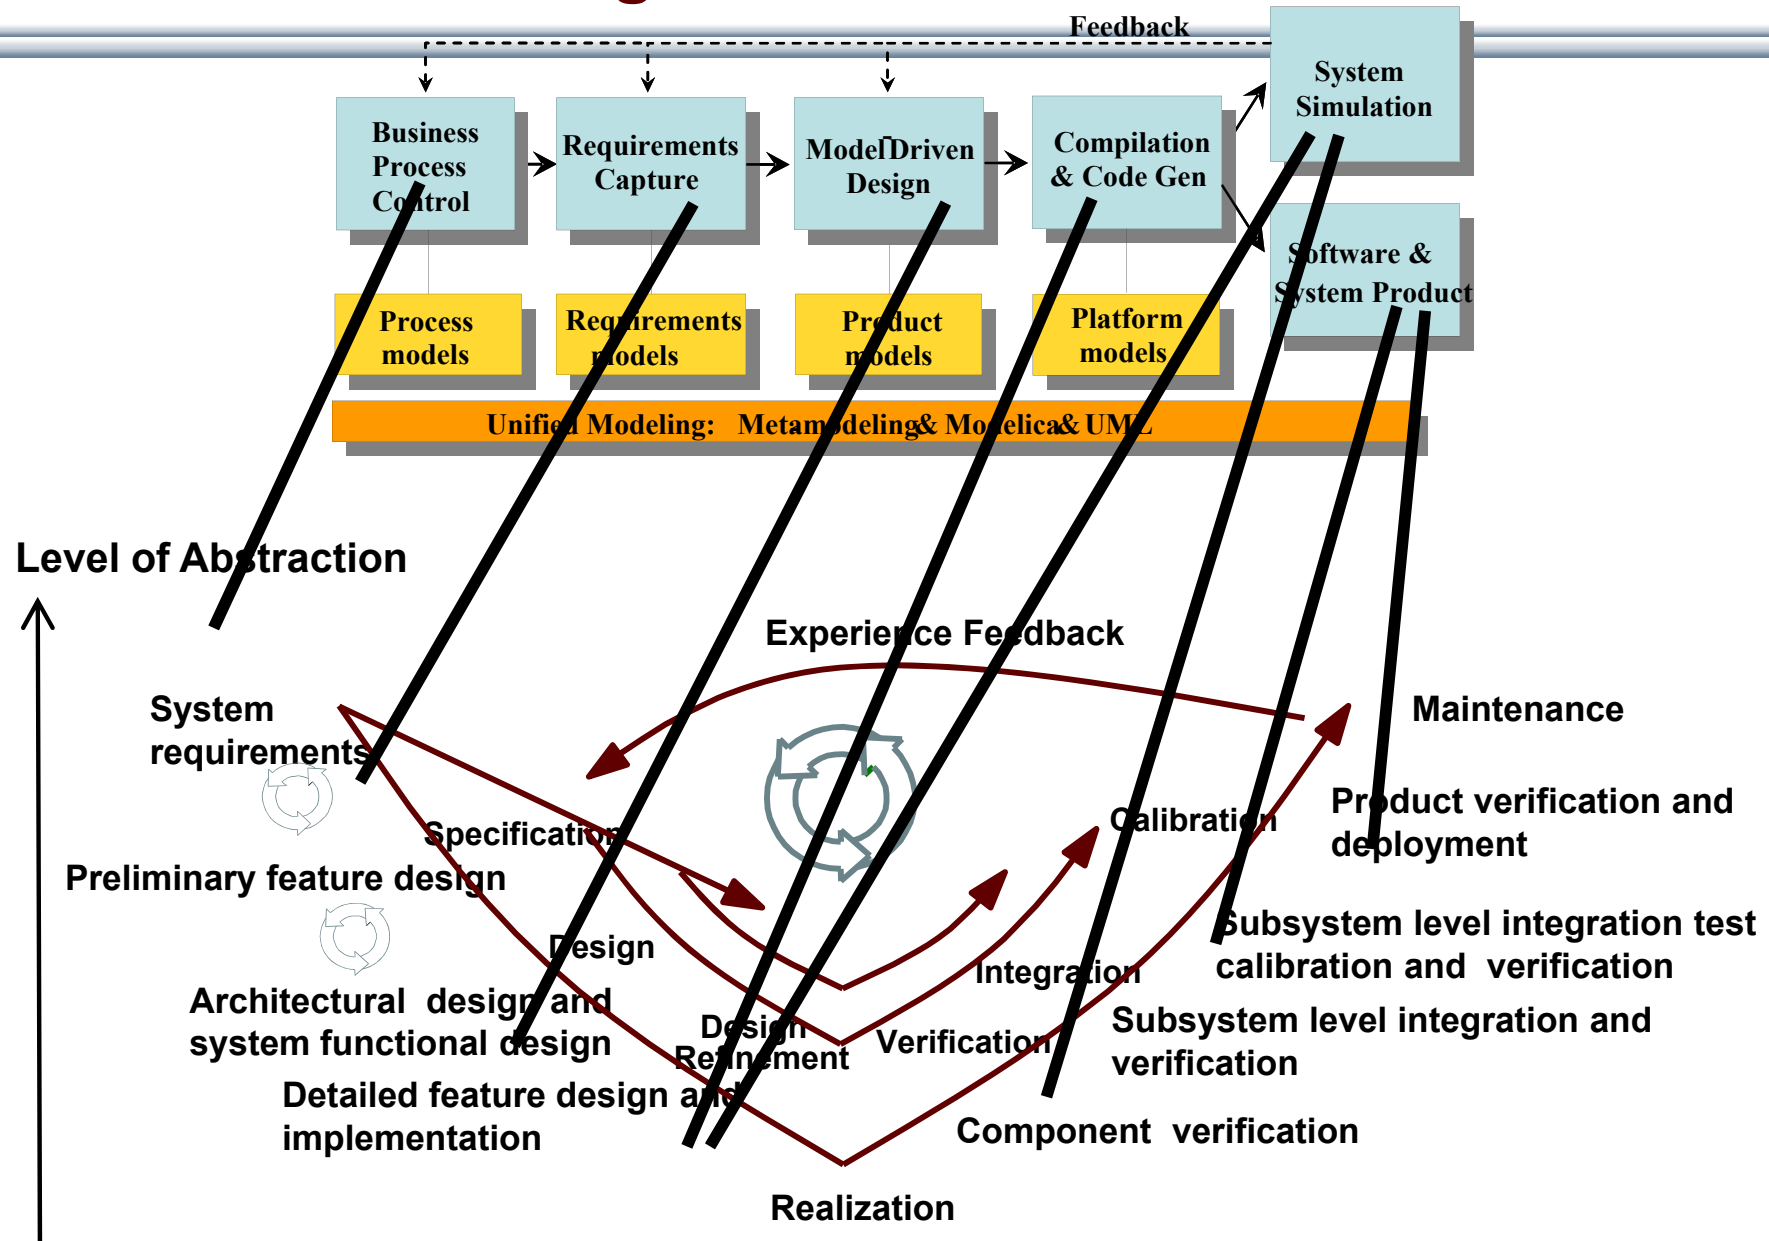 Feedback
System
Simulation
Business
Process
Control
Requirements
Capture
Model-Driven
Design
Compilation
& Code Gen
Software &
System Product
Process
models
Requirements
models
Product
models
Platform
models
Unified Modeling: Meta-modeling& Modelica& UML
Level of Abstraction
Experience Feedback
System
requirements
Maintenance
Product verification and
deployment
Specification
Calibration
Preliminary feature design
Design
Integration
Subsystem level integration test
calibration and verification
Architectural design and
system functional design
Design
Refinement
Verification
Subsystem level integration and
verification
Detailed feature design and
implementation
Component verification
Realization